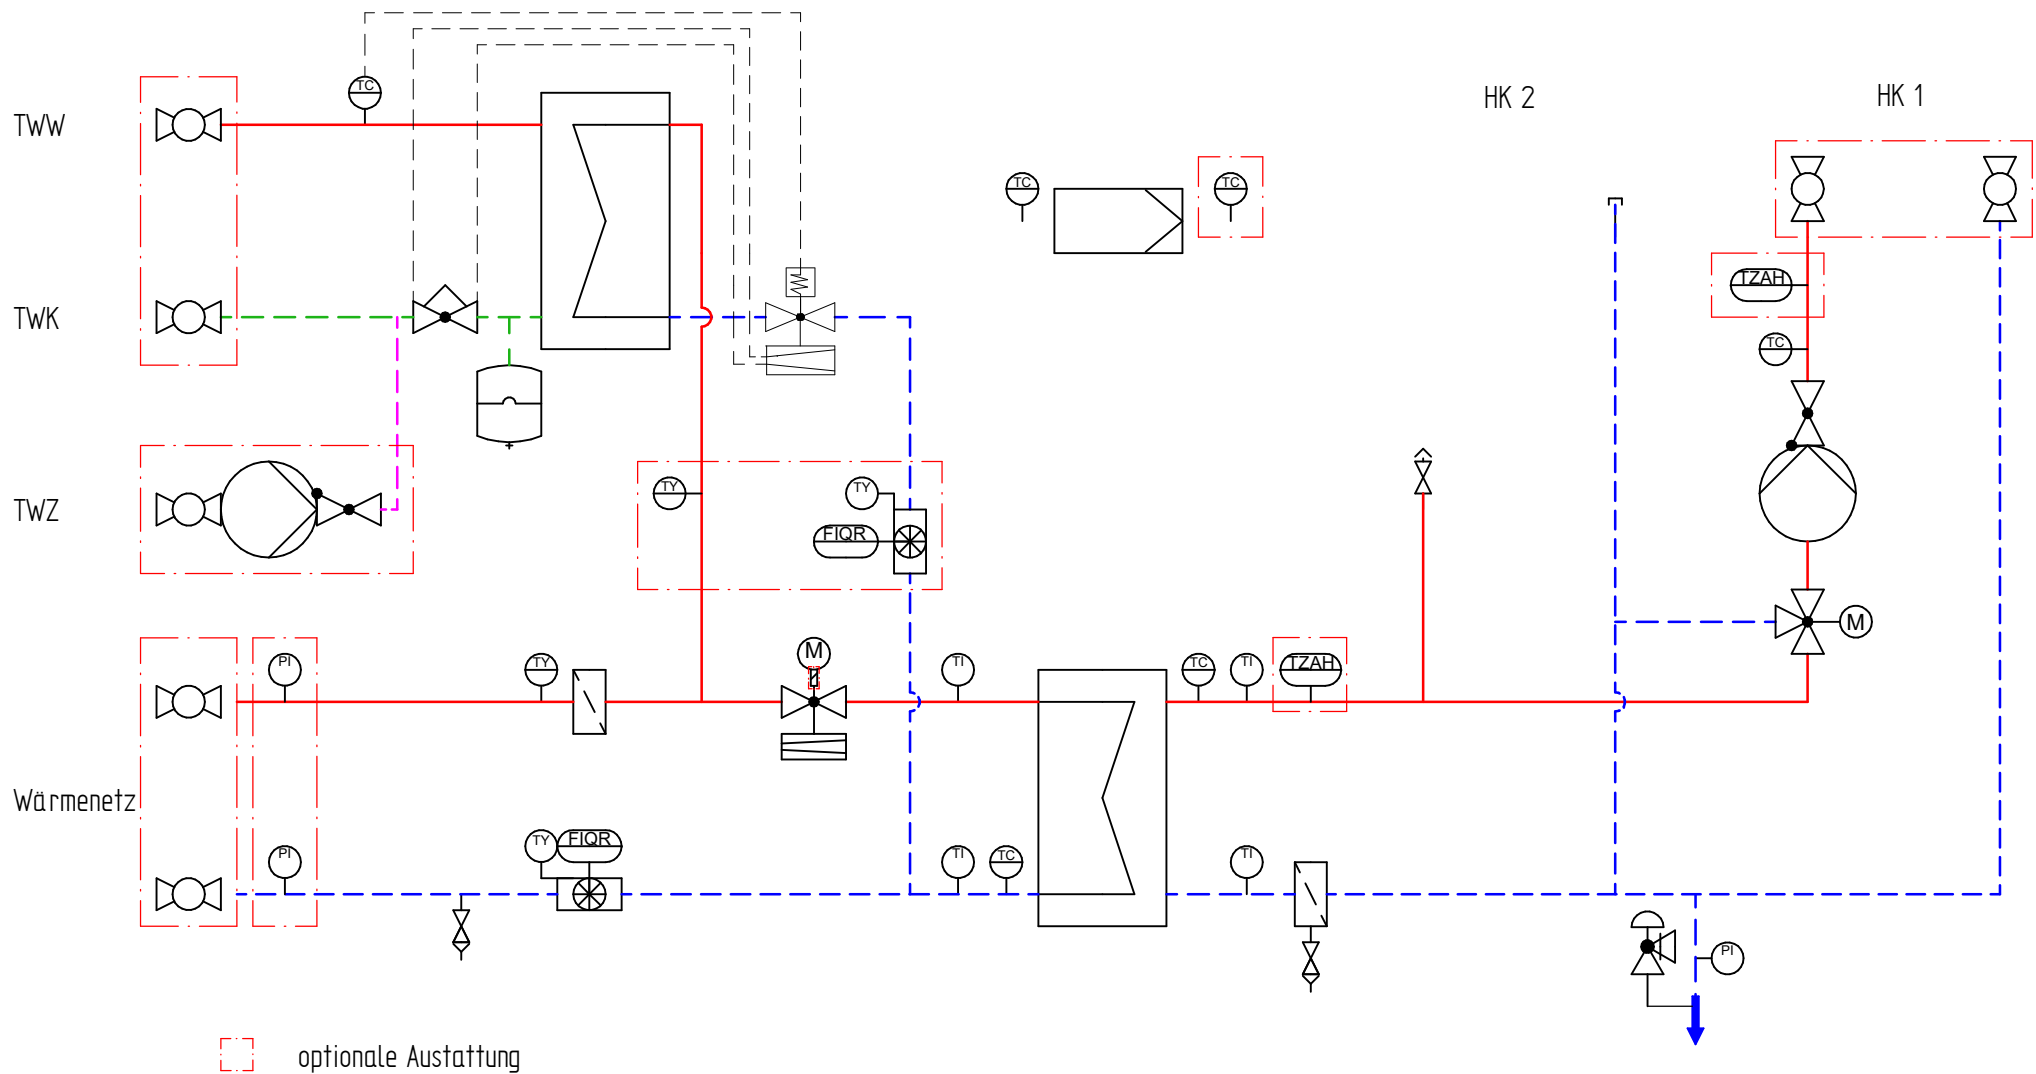 TC
HK 2
HK 1
TWW
TC
TC
TZAH
TWK
TC
TWZ
TY
TY
FIQR
M
M
PI
TY
TI
TC
TI
TZAH
Wärmenetz
PI
TY
FIQR
TI
TC
TI
PI
optionale Austattung